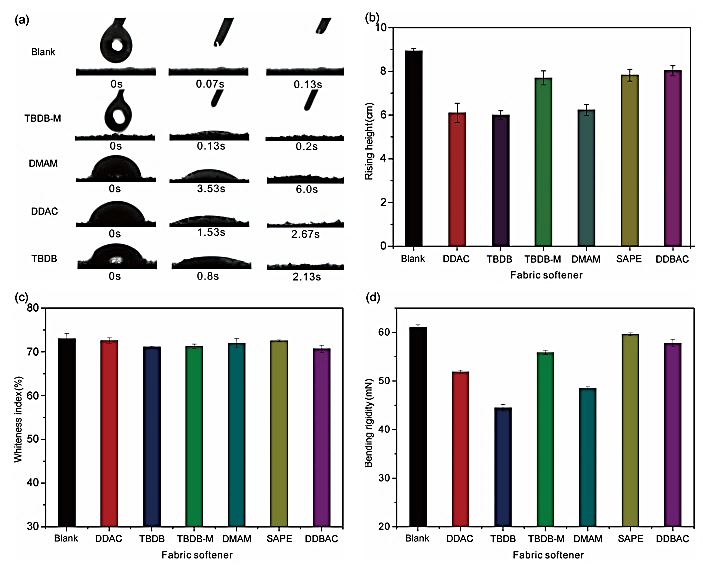 (a)
Blank
0s 0.07s 0.13s
TBDB-M
0s 0.13s 0.2s
DMAM
0s 3.53s 6.0s
DDAC
0s 1.53s 2.67s
TBDB
0s 0.8s 2.13s
(b)
Rising height(cm)
10
8
6
4
2
0
Blank DDAC TBDB TBDB-M DMAM SAPE DDBAC
Fabric softener
(c)
Whiteness index(%)
80
70
60
50
40
30
Blank DDAC TBDB TBDB-M DMAM SAPE DDBAC
Fabric softener
(d)
Bending rigidity(mN)
60
50
40
30
20
Blank DDAC TBDB TBDB-M DMAM SAPE DDBAC
Fabric softener